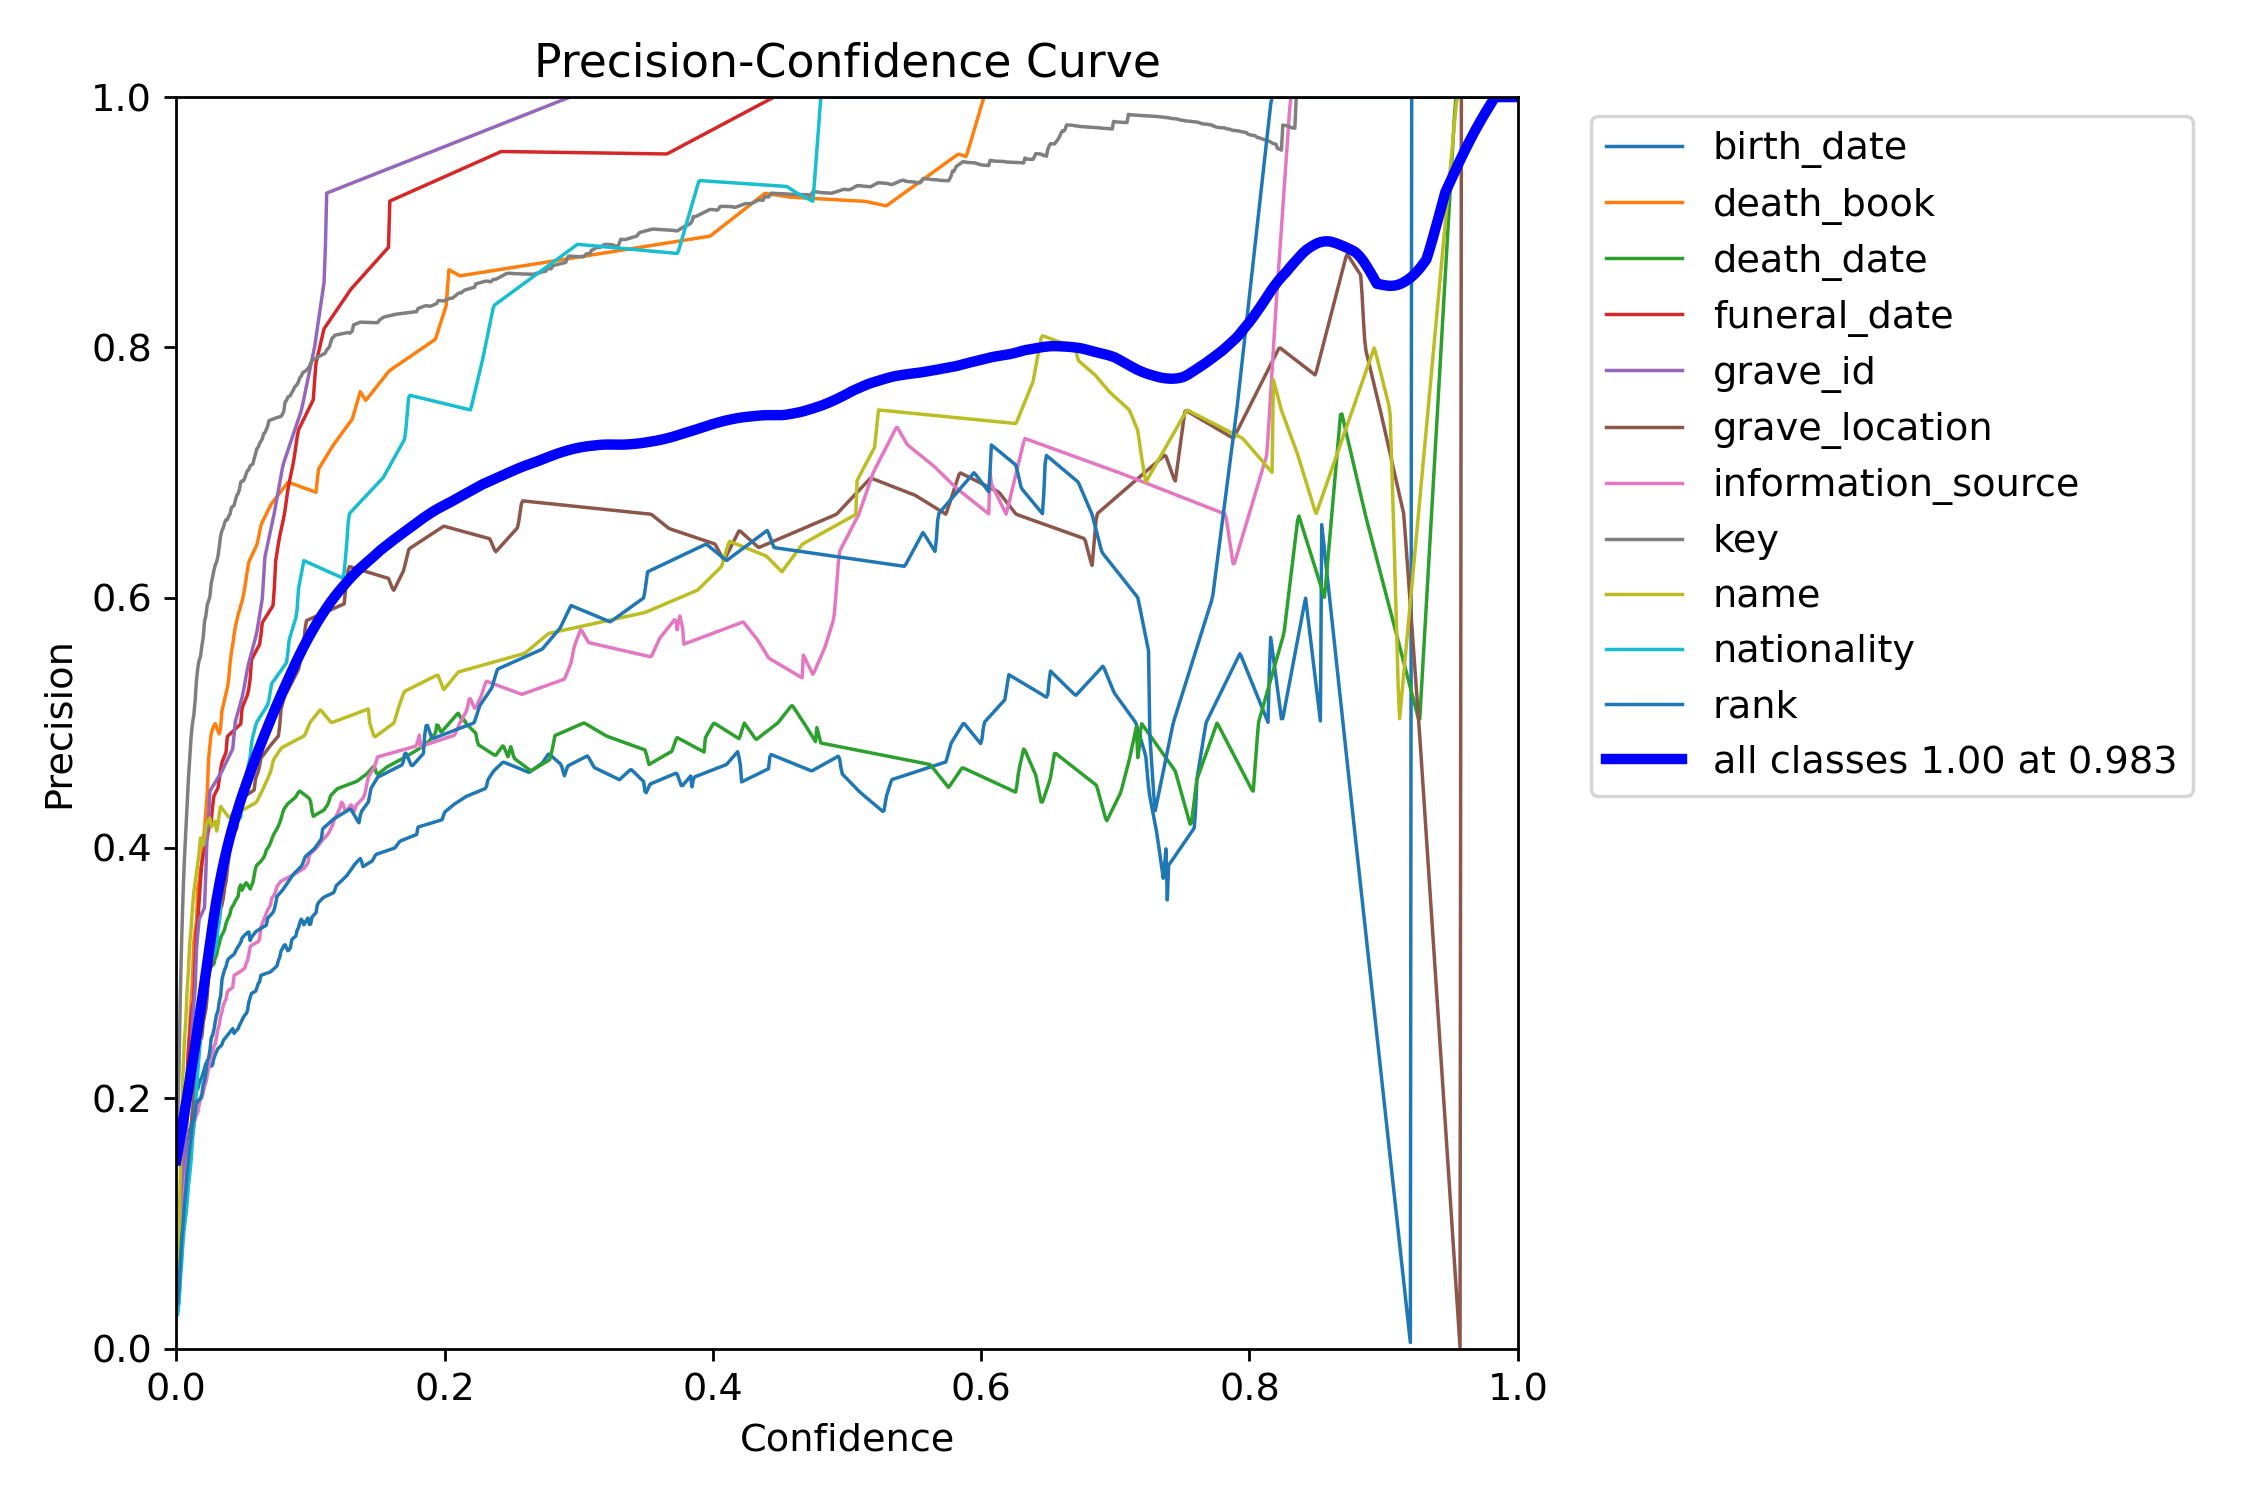 Precision-Confidence Curve
1.0
0.8
0.6
0.4
0.2
0.0
Precision
0.0 0.2 0.4 0.6 0.8 1.0
Confidence
birth_date
death_book
death_date
funeral_date
grave_id
grave_location
information_source
key
name
nationality
rank
all classes 1.00 at 0.983